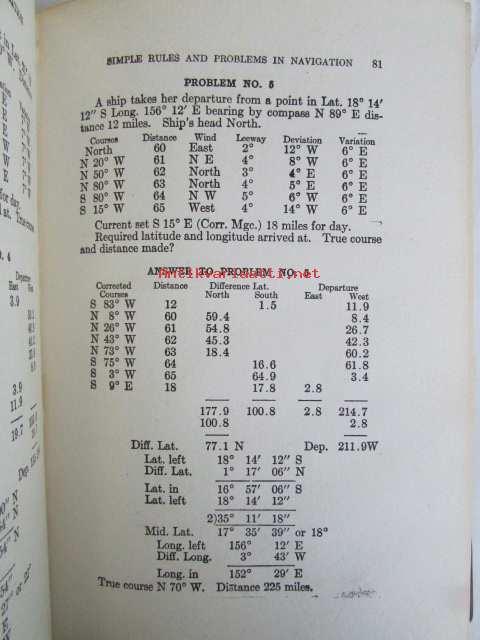 SIMPLE RULES AND PROBLEMS IN NAVIGATION 81
PROBLEM NO. 5
A ship takes her departure from a point in Lat. 18° 14'
12" S Long. 156° 12' E bearing by compass N 89° E dis-
tance 12 miles. Ship's head North.
Courses Distance Wind Leeway Deviation Variation
North 60 East 2° 12° W 6° E
N 20° W 61 N E 4° 8° W 6° E
N 50° W 62 North 3° 4° E 6° E
N 80° W 63 North 4° 5° E 6° E
S 80° W 64 N W 5° 6° W 6° E
S 15° W 65 West 4° 14° W 6° E
Current set S 15° E (Corr. Mgc.) 18 miles for day.
Required latitude and longitude arrived at. True course
and distance made?
antikvariaatti.net
ANSWER TO PROBLEM NO. 5
Corrected Distance Difference Lat. Departure
Courses North South East West
S 83° W 12 1.5 11.9
N 8° W 60 59.4 8.4
N 26° W 61 54.8 26.7
N 43° W 62 45.3 42.3
N 73° W 63 18.4 60.2
S 75° W 64 16.6 61.8
S 3° W 65 64.9 3.4
S 9° E 18 17.8 2.8
177.9 100.8 2.8 214.7
100.8 2.8
Diff. Lat. 77.1 N Dep. 211.9W
Lat. left 18° 14' 12" S
Diff. Lat. 1° 17' 06" N
Lat. in 16° 57' 06" S
Lat. left 18° 14' 12"
2)35° 11' 18"
Mid. Lat. 17° 35' 39" or 18°
Long. left 156° 12' E
Diff. Long. 3° 43' W
Long. in 152° 29' E
True course N 70° W. Distance 225 miles.